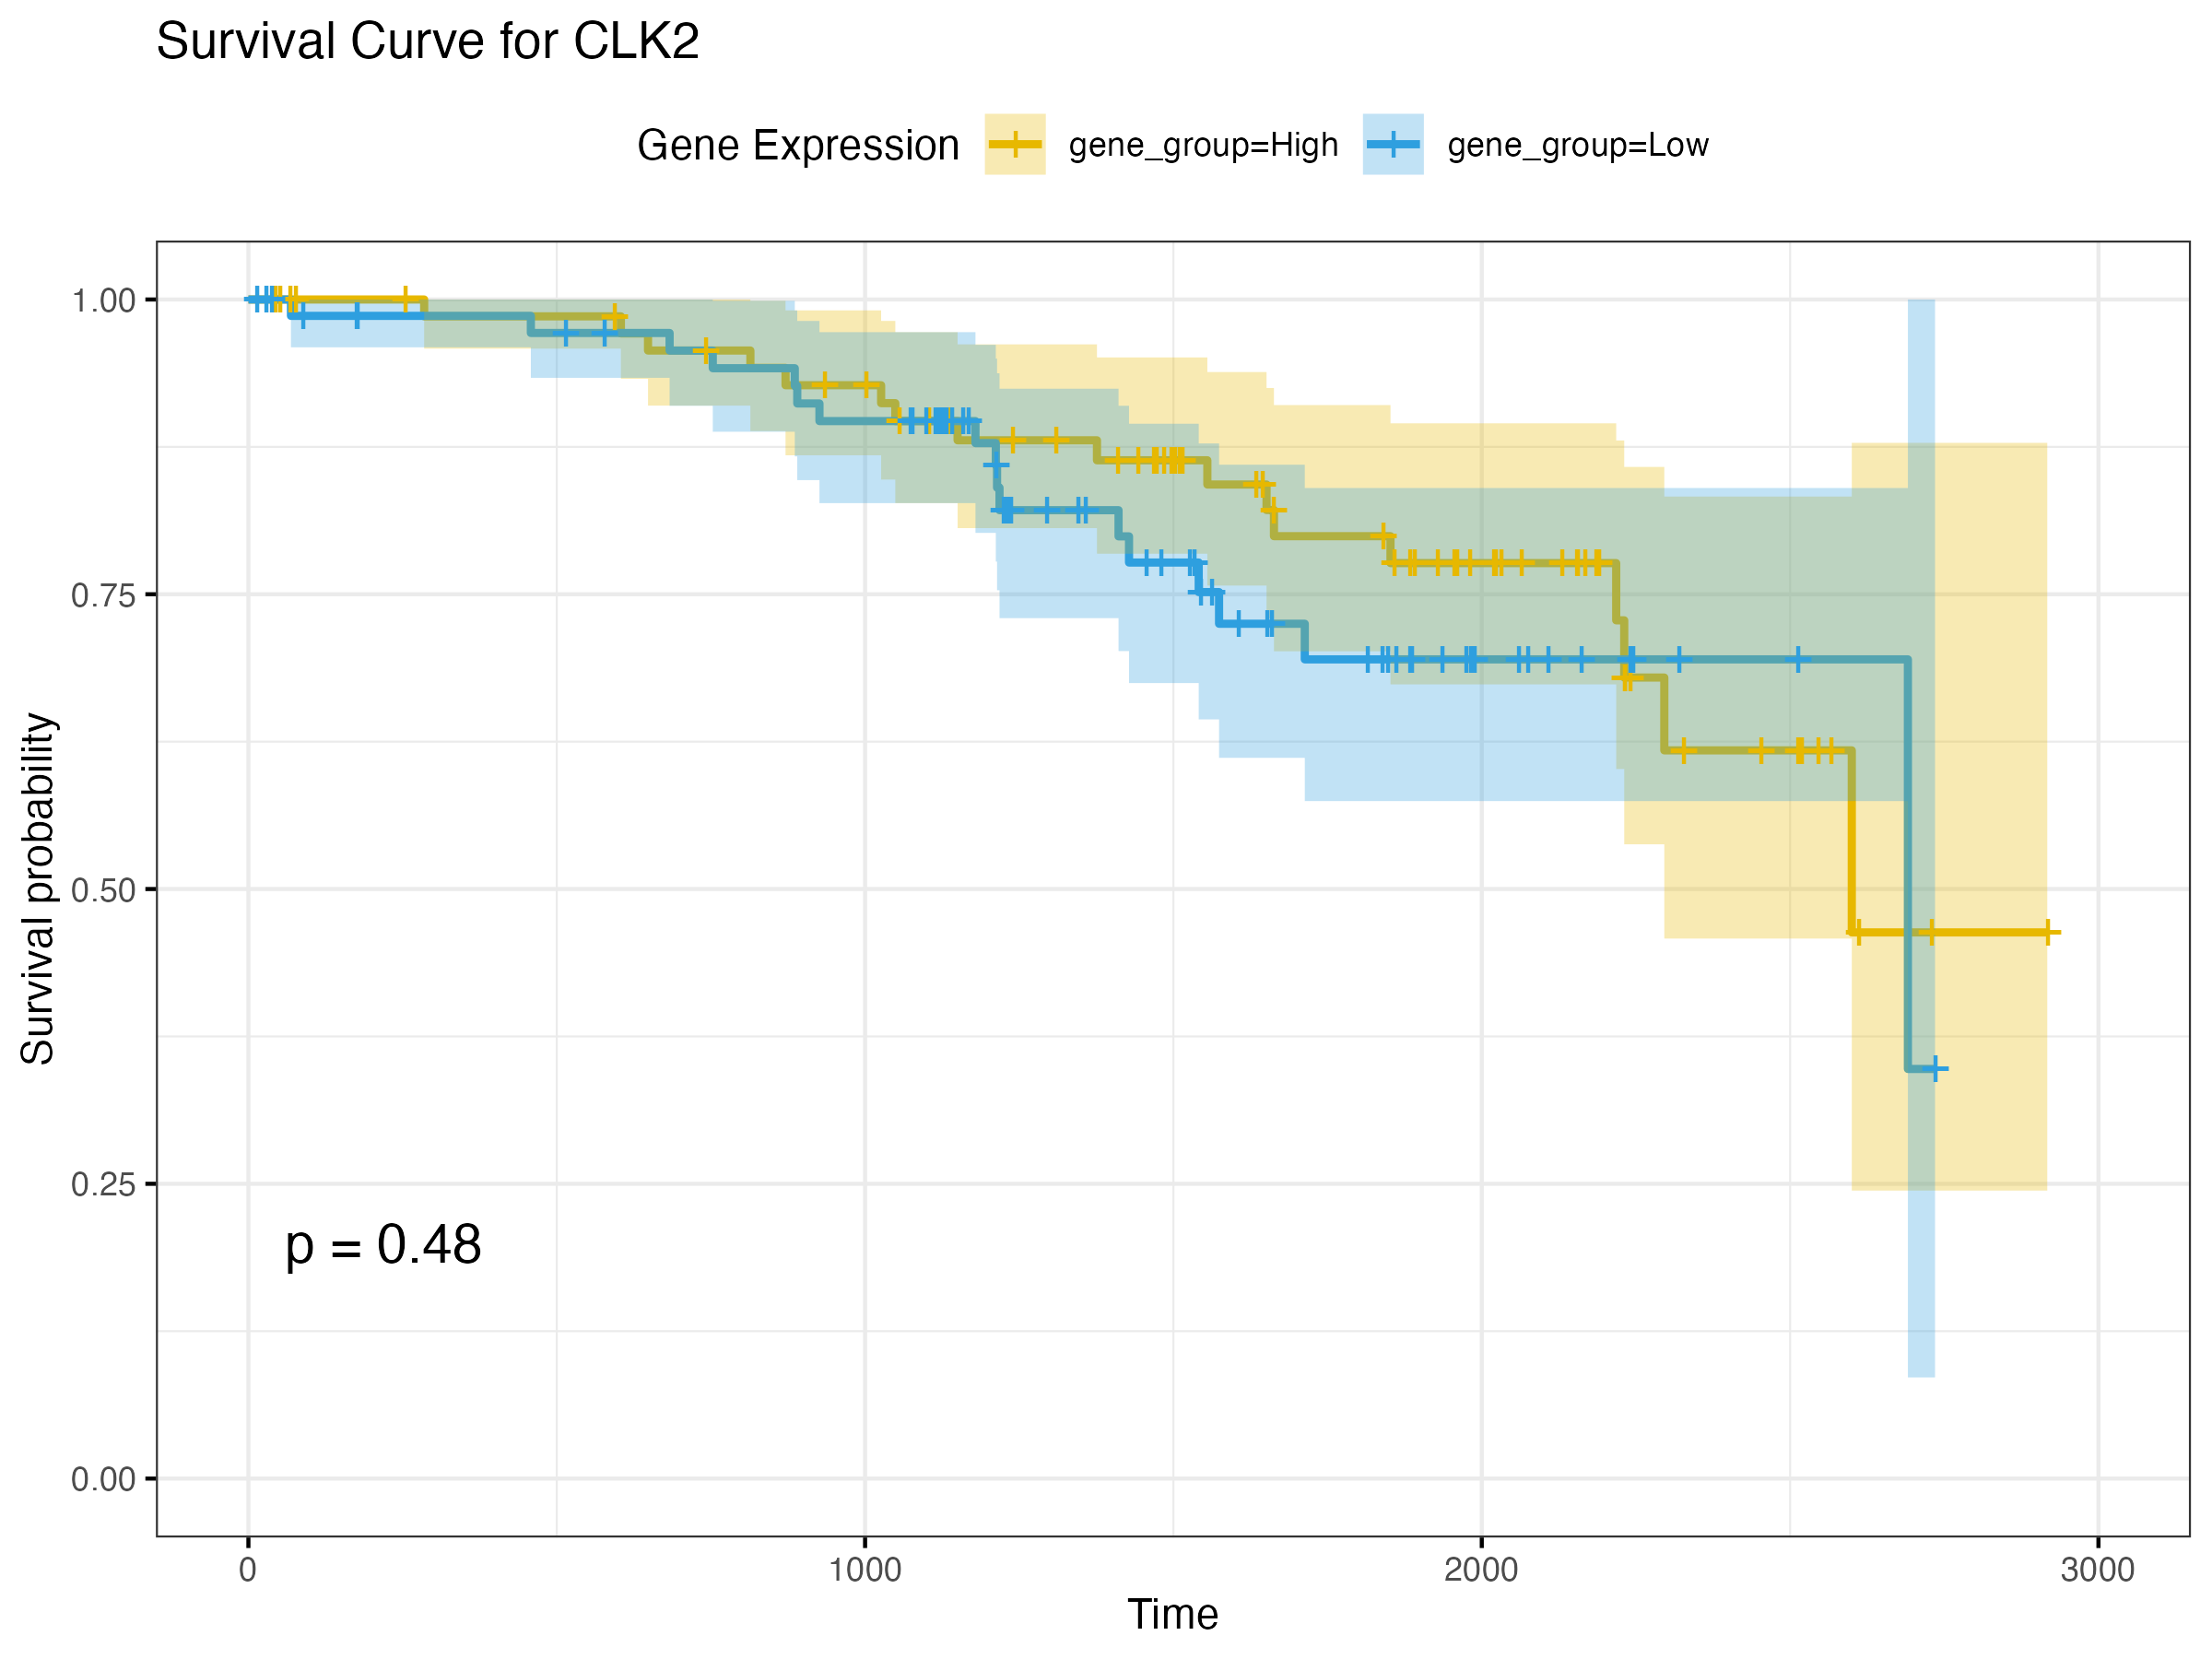 Survival Curve for CLK2
Gene Expression gene_group=High gene_group=Low
Survival probability
1.00
0.75
0.50
0.25
0.00
p = 0.48
0 1000 2000 3000
Time